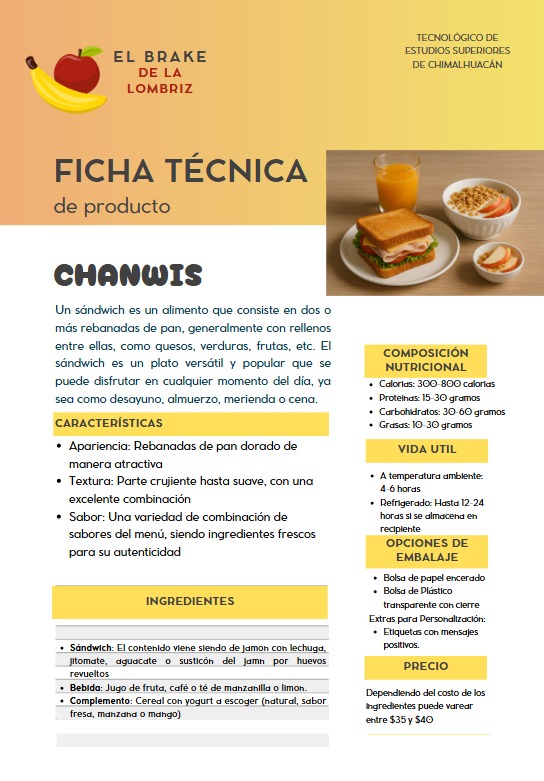 EL BRAKE
DE LA
LOMBRIZ
TECNOLÓGICO DE
ESTUDIOS SUPERIORES
DE CHIMALHUACÁN
FICHA TÉCNICA
de producto
CHANWIS
Un sándwich es un alimento que consiste en dos o
más rebanadas de pan, generalmente con rellenos
entre ellas, como quesos, verduras, frutas, etc. El
sándwich es un plato versátil y popular que se
puede disfrutar en cualquier momento del día, ya
sea como desayuno, almuerzo, merienda o cena.
CARACTERÍSTICAS
• Apariencia: Rebanadas de pan dorado de
manera atractiva
• Textura: Parte crujiente hasta suave, con una
excelente combinación
• Sabor: Una variedad de combinación de
sabores del menú, siendo ingredientes frescos
para su autenticidad
INGREDIENTES
• Sándwich: El contenido viene siendo de jamon con lechuga,
jitomate, aguacate o susticón del jamn por huevos
revueltos
• Bebida: Jugo de fruta, café o té de manzanilla o limon.
• Complemento: Cereal con yogurt a escoger (natural, sabor
fresa, manzana o mango)
COMPOSICIÓN
NUTRICIONAL
• Calorías: 300-800 calorías
• Proteínas: 15-30 gramos
• Carbohidratos: 30-60 gramos
• Grasas: 10-30 gramos
VIDA UTIL
• A temperatura ambiente:
4-6 horas
• Refrigerado: Hasta 12-24
horas si se almacena en
recipiente
OPCIONES DE
EMBALAJE
• Bolsa de papel encerado
• Bolsa de Plástico
transparente con cierre
Extras para Personalización:
• Etiquetas con mensajes
positivos.
PRECIO
Dependiendo del costo de los
ingredientes puede varear
entre $35 y $40